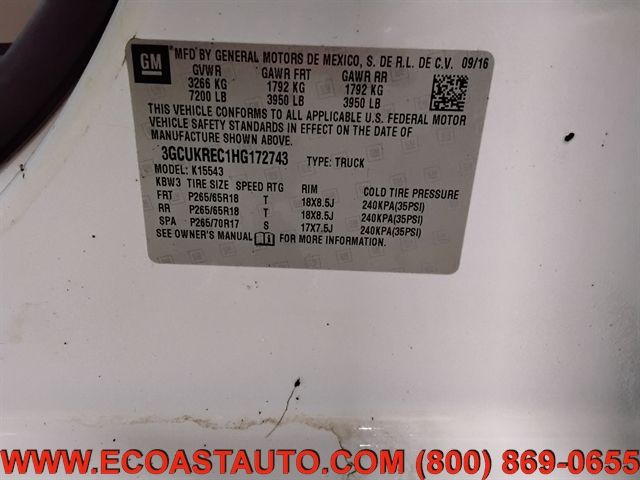 GM
MFD BY GENERAL MOTORS DE MEXICO, S. DE R.L. DE C.V. 09/16
GVWR GAWR FRT GAWR RR
3266 KG 1792 KG 1792 KG
7200 LB 3950 LB 3950 LB
THIS VEHICLE CONFORMS TO ALL APPLICABLE U.S. FEDERAL MOTOR
VEHICLE SAFETY STANDARDS IN EFFECT ON THE DATE OF
MANUFACTURE SHOWN ABOVE.
3GCUKREC1HG172743 TYPE: TRUCK
MODEL: K15543
KBW3 TIRE SIZE SPEED RTG RIM COLD TIRE PRESSURE
FRT P265/65R18 T 18X8.5J 240KPA(35PSI)
RR P265/65R18 T 18X8.5J 240KPA(35PSI)
SPA P265/70R17 S 17X7.5J 240KPA(35PSI)
SEE OWNER'S MANUAL FOR MORE INFORMATION.
WWW.ECOASTAUTO.COM (800) 869-0655